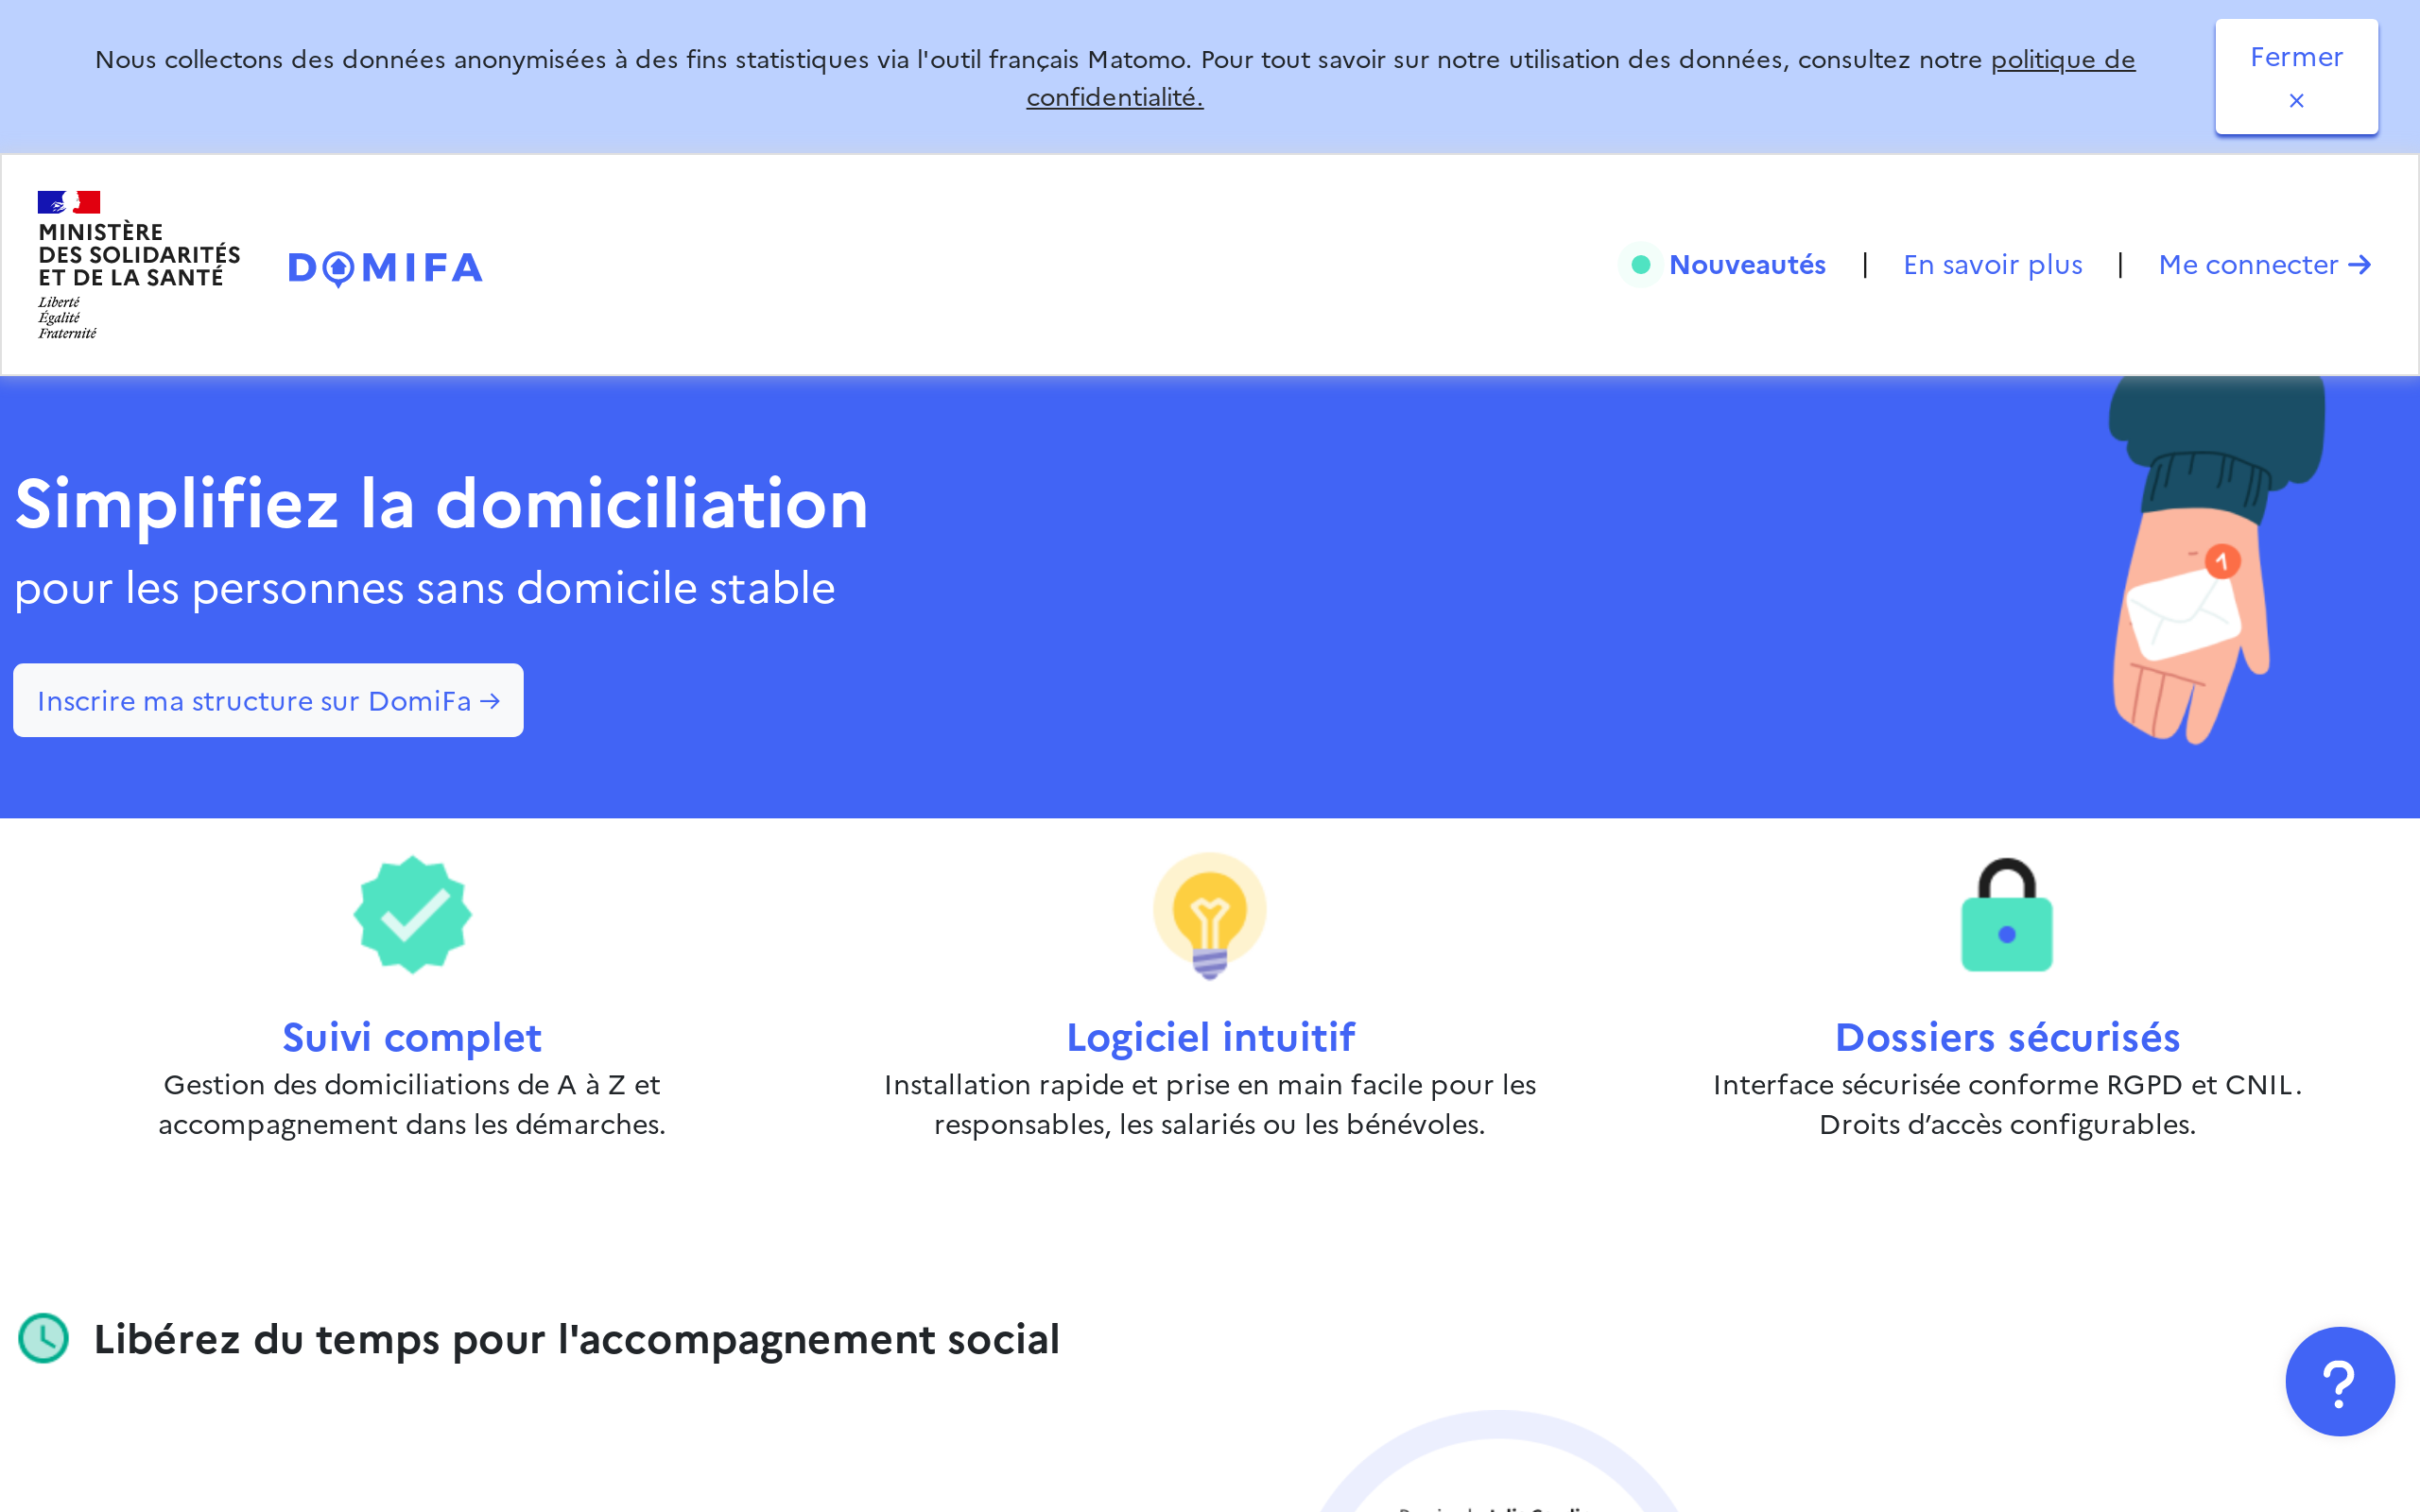 Nous collectons des données anonymisées à des fins statistiques via l'outil français Matomo. Pour tout savoir sur notre utilisation des données, consultez notre politique de
confidentialité.
Fermer
×
MINISTÈRE
DES SOLIDARITÉS
ET DE LA SANTÉ
Liberté
Égalité
Fraternité
DOMIFA
Nouveautés | En savoir plus | Me connecter →
Simplifiez la domiciliation
pour les personnes sans domicile stable
1
Inscrire ma structure sur DomiFa →
Suivi complet
Gestion des domiciliations de A à Z et
accompagnement dans les démarches.
Logiciel intuitif
Installation rapide et prise en main facile pour les
responsables, les salariés ou les bénévoles.
Dossiers sécurisés
Interface sécurisée conforme RGPD et CNIL.
Droits d’accès configurables.
Libérez du temps pour l'accompagnement social
?